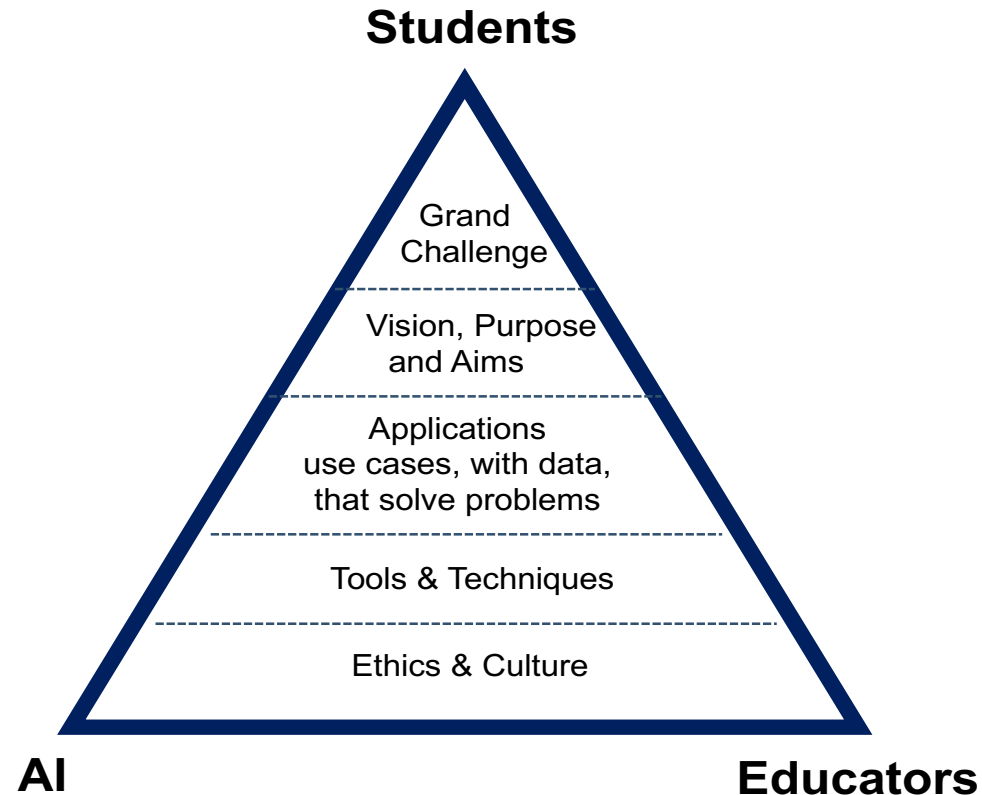 Students
Grand
Challenge
Vision, Purpose
and Aims
Applications
use cases, with data,
that solve problems
Tools & Techniques
Ethics & Culture
AI
Educators